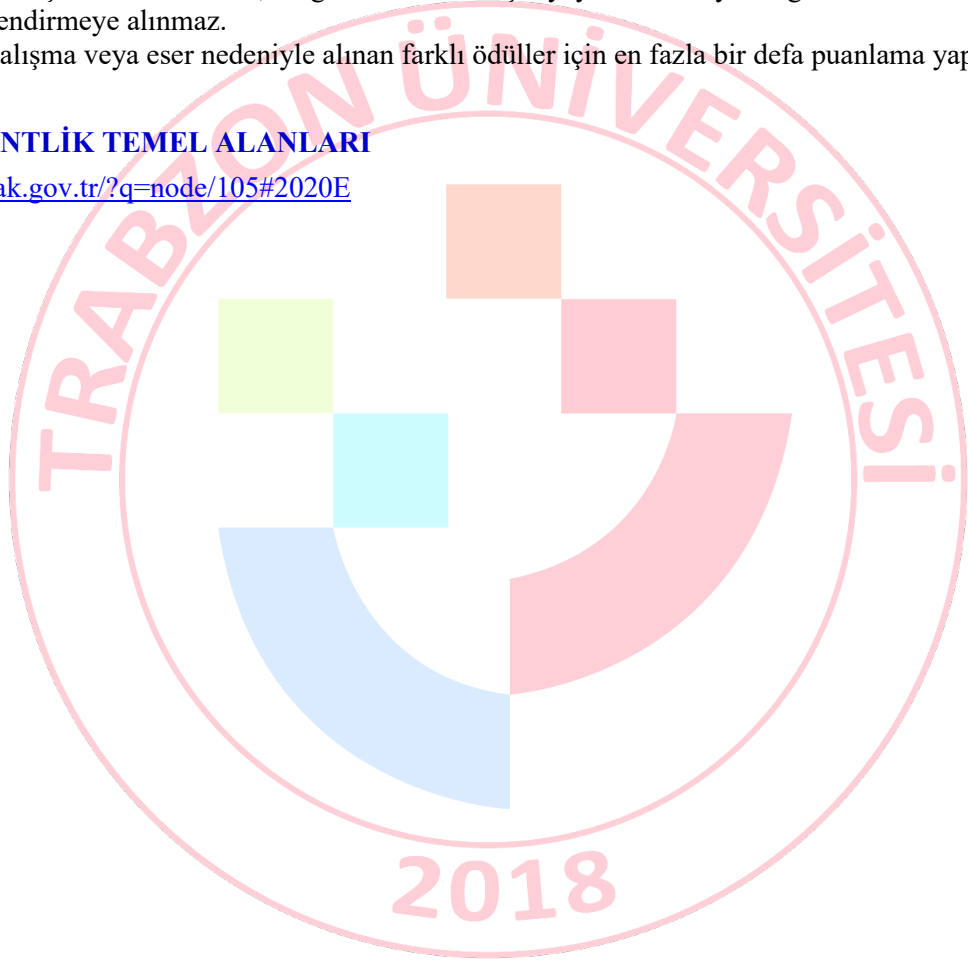 endirmeye alınmaz.
alışma veya eser nedeniyle alınan farklı ödüller için en fazla bir defa puanlama yap
NTLİK TEMEL ALANLARI
ak.gov.tr/?q=node/105#2020E
TRABZON ÜNİVERSİTESİ
2018